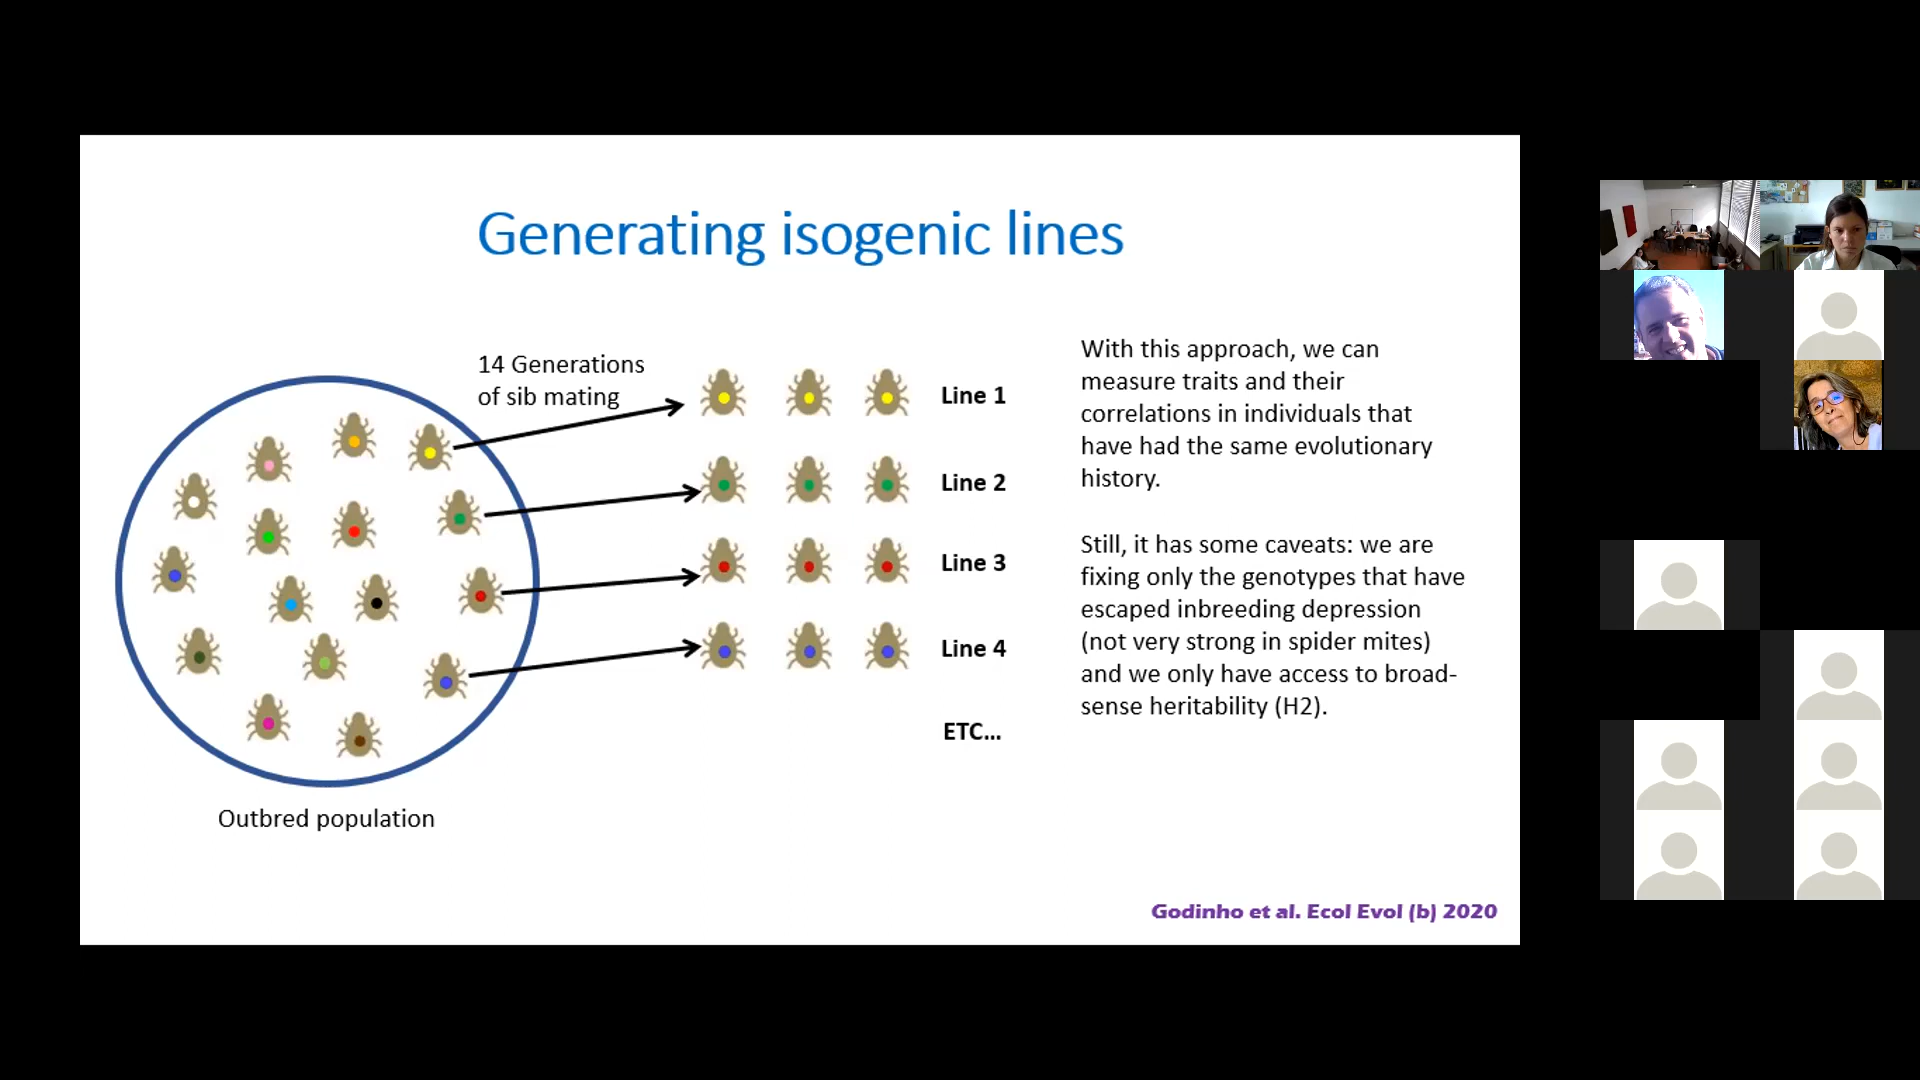 Generating isogenic lines
14 Generations
of sib mating
Line 1
Line 2
Line 3
Line 4
ETC...
Outbred population
With this approach, we can
measure traits and their
correlations in individuals that
have had the same evolutionary
history.
Still, it has some caveats: we are
fixing only the genotypes that have
escaped inbreeding depression
(not very strong in spider mites)
and we only have access to broad-
sense heritability (H2).
Godinho et al. Ecol Evol (b) 2020